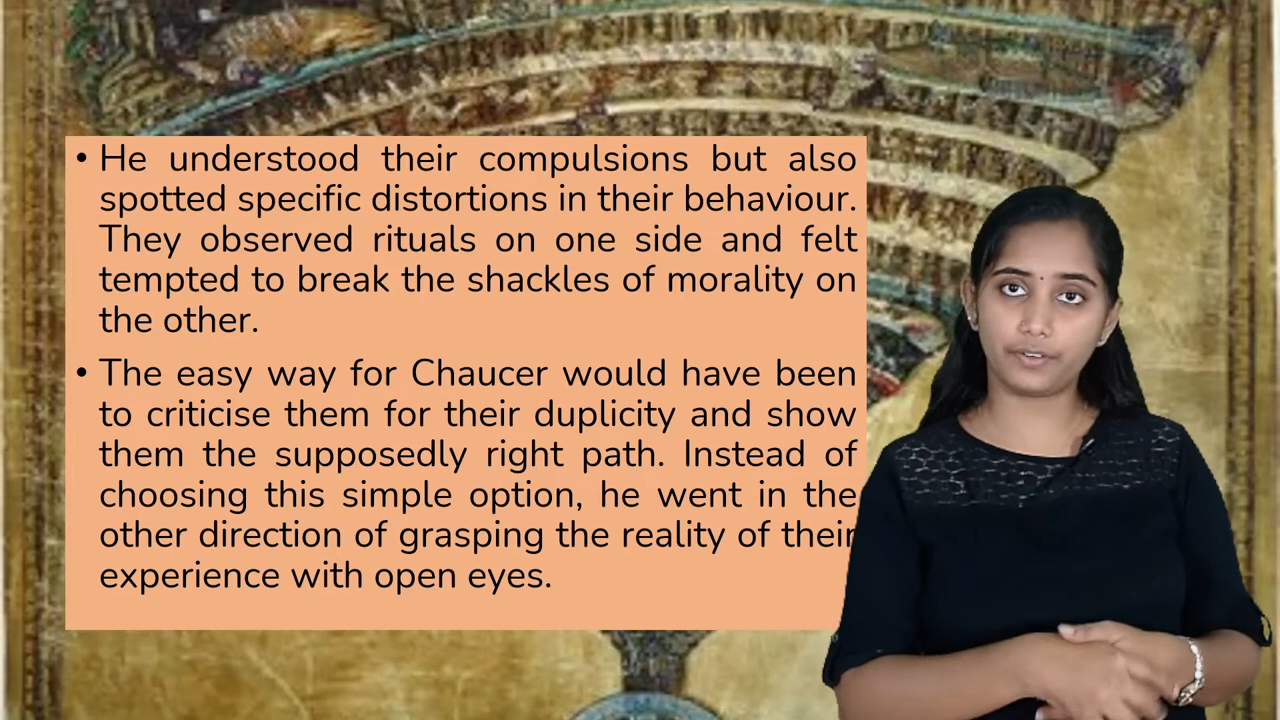 • He understood their compulsions but also
spotted specific distortions in their behaviour.
They observed rituals on one side and felt
tempted to break the shackles of morality on
the other.
• The easy way for Chaucer would have been
to criticise them for their duplicity and show
them the supposedly right path. Instead of
choosing this simple option, he went in the
other direction of grasping the reality of their
experience with open eyes.